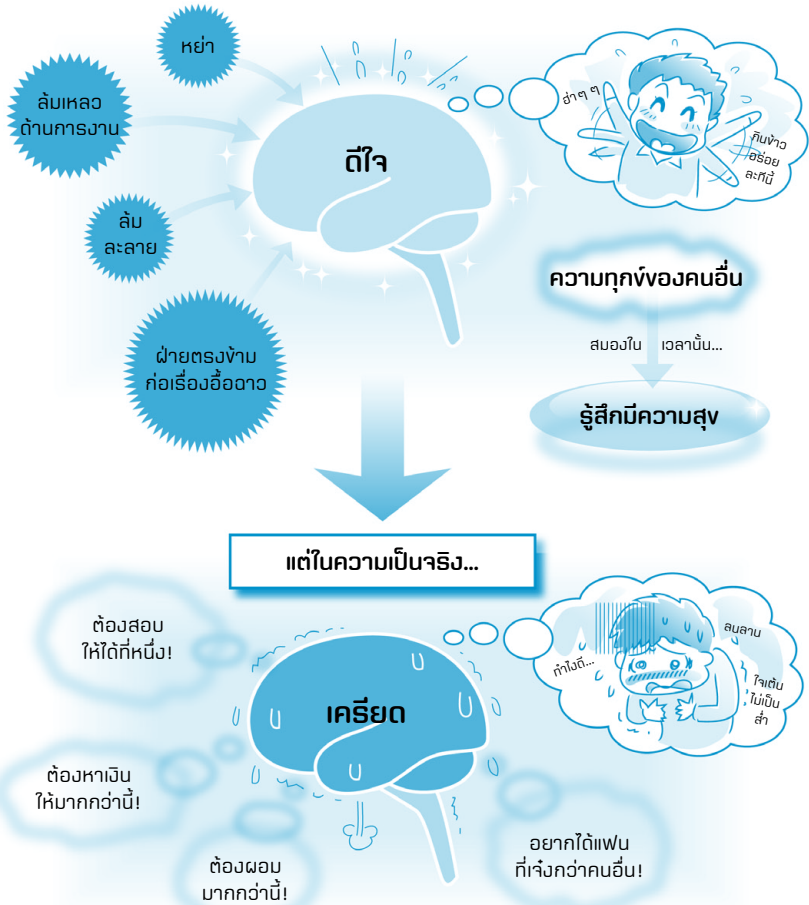 หย่า
ล้มเหลว
ด้านการงาน
ล้ม
ละลาย
ฝ่ายตรงข้าม
ก่อเรื่องอื้อฉาว
ดีใจ
ฮ่าๆๆ
กินข้าว
อร่อย
ละทีนี้
ความทุกข์ของคนอื่น
สมองใน เวลานั้น...
รู้สึกมีความสุข
แต่ในความเป็นจริง...
ต้องสอบ
ให้ได้ที่หนึ่ง!
ต้องหาเงิน
ให้มากกว่านี้!
ต้องผอม
มากกว่านี้!
เครียด
อยากได้แฟน
ที่เจ๋งกว่าคนอื่น!
ทำไงดี...
ลนลาน
ใจเต้น
ไม่เป็น
ส่ำ